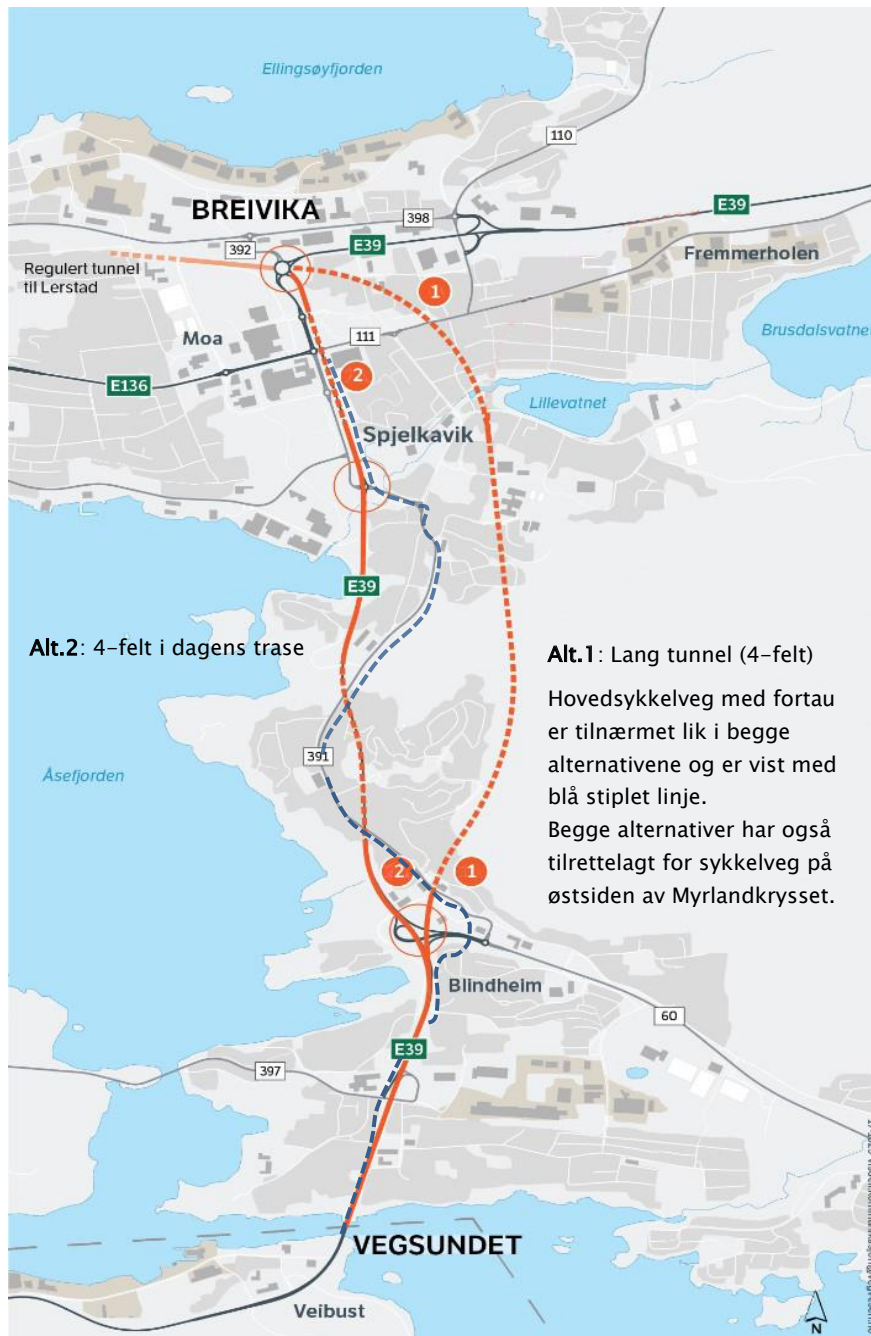 Ellingsøyfjorden
110
BREIVIKA
398
E39
392
E39
Fremmerholen
Regulert tunnel
til Lerstad
1
Moa
111
Brusdalsvatnet
E136
2
Lillevatnet
Spjelkavik
E39
Alt.2: 4-felt i dagens trase
Alt.1: Lang tunnel (4-felt)
Hovedsykkelveg med fortau
er tilnærmet lik i begge
alternativene og er vist med
blå stiplet linje.
Begge alternativer har også
tilrettelagt for sykkelveg på
østsiden av Myrlandkrysset.
391
Åsefjorden
2
1
Blindheim
60
E39
397
VEGSUNDET
Veibust
N